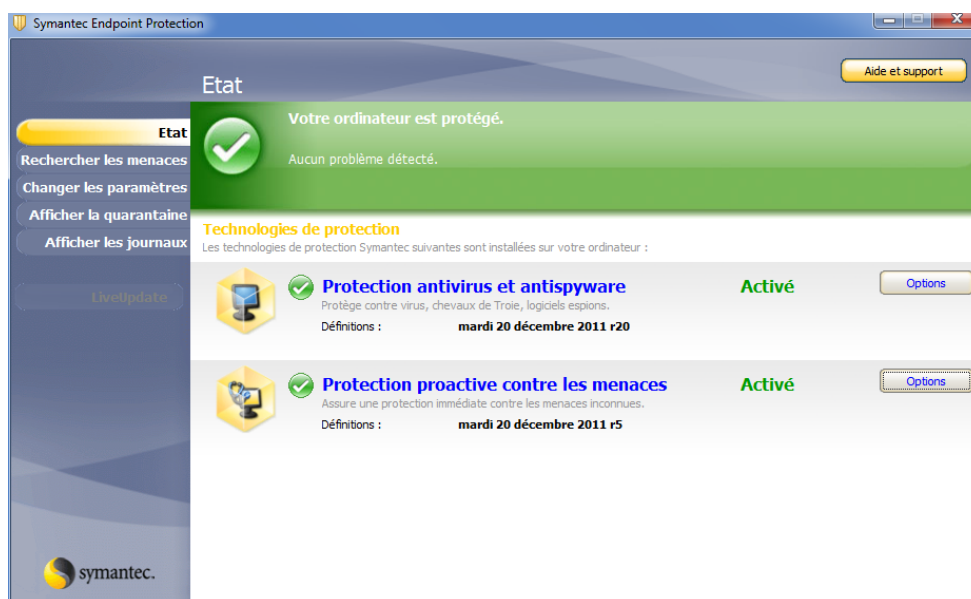 Symantec Endpoint Protection
Aide et support
Etat
Etat
Rechercher les menaces
Changer les paramètres
Afficher la quarantaine
Afficher les journaux
LiveUpdate
Votre ordinateur est protégé.
Aucun problème détecté.
Technologies de protection
Les technologies de protection Symantec suivantes sont installées sur votre ordinateur :
Protection antivirus et antispyware
Activé
Options
Protège contre virus, chevaux de Troie, logiciels espions.
Définitions : mardi 20 décembre 2011 r20
Protection proactive contre les menaces
Activé
Options
Assure une protection immédiate contre les menaces inconnues.
Définitions : mardi 20 décembre 2011 r5
symantec.